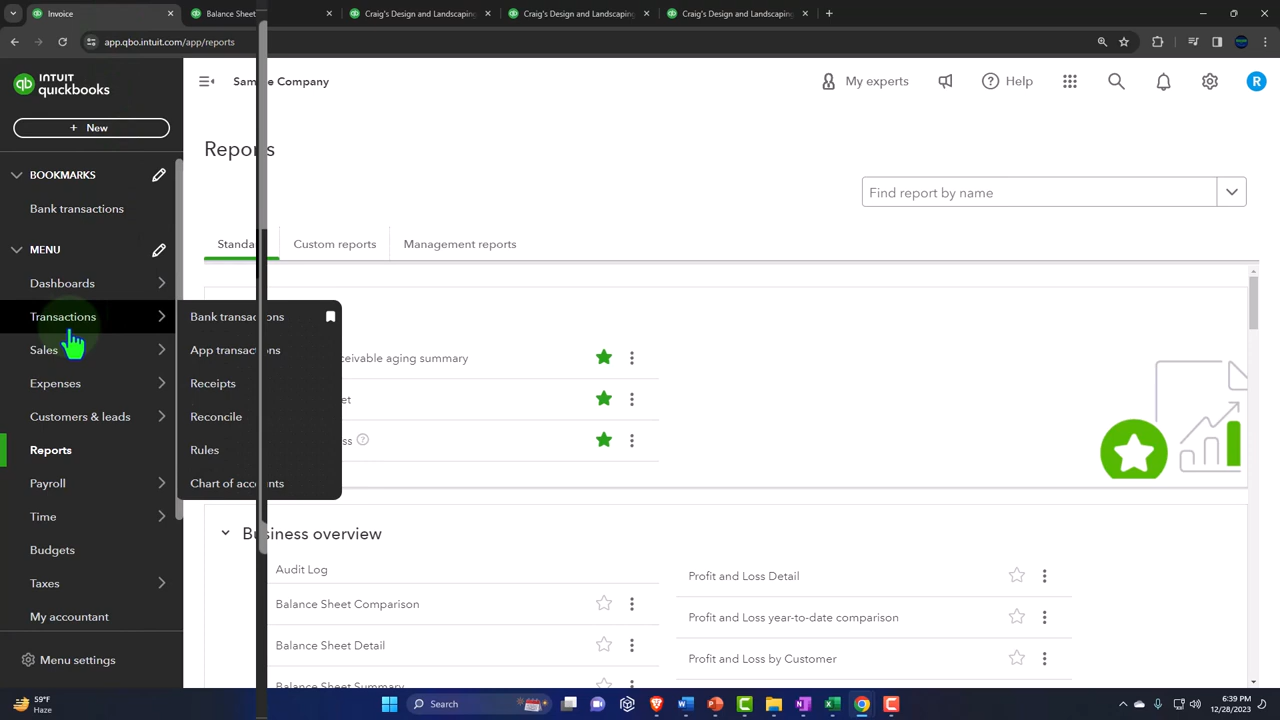 Invoice
Balance Sheet
Craig's Design and Landscaping
Craig's Design and Landscaping
Craig's Design and Landscaping
app.qbo.intuit.com/app/reports
INTUIT
quickbooks
Company
My experts
Help
R
+ New
Reports
BOOKMARKS
Find report by name
Bank transactions
MENU
Custom reports
Management reports
Dashboards
Transactions
Bank transactions
Sales
App transactions
receivable aging summary
Expenses
Receipts
Customers & leads
Reconcile
Reports
Rules
Payroll
Chart of accounts
Time
Business overview
Budgets
Audit Log
Profit and Loss Detail
Taxes
Balance Sheet Comparison
Profit and Loss year-to-date comparison
My accountant
Balance Sheet Detail
Menu settings
Profit and Loss by Customer
Balance Sheet Summary
59°F
Haze
Search
6:39 PM
12/28/2023